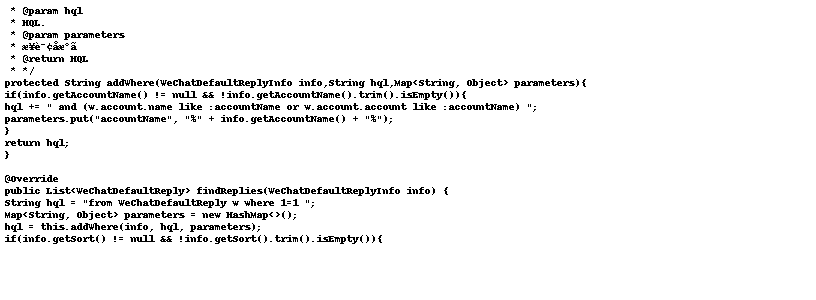 * @param hql
* HQL.
* @param parameters
* æ¥è¯¢åæ°ã
* @return HQL
* */
protected String addWhere(WeChatDefaultReplyInfo info,String hql,Map<String, Object> parameters){
if(info.getAccountName() != null && !info.getAccountName().trim().isEmpty()){
hql += " and (w.account.name like :accountName or w.account.account like :accountName) ";
parameters.put("accountName", "%" + info.getAccountName() + "%");
}
return hql;
}
@Override
public List<WeChatDefaultReply> findReplies(WeChatDefaultReplyInfo info) {
String hql = "from WeChatDefaultReply w where 1=1 ";
Map<String, Object> parameters = new HashMap<>();
hql = this.addWhere(info, hql, parameters);
if(info.getSort() != null && !info.getSort().trim().isEmpty()){